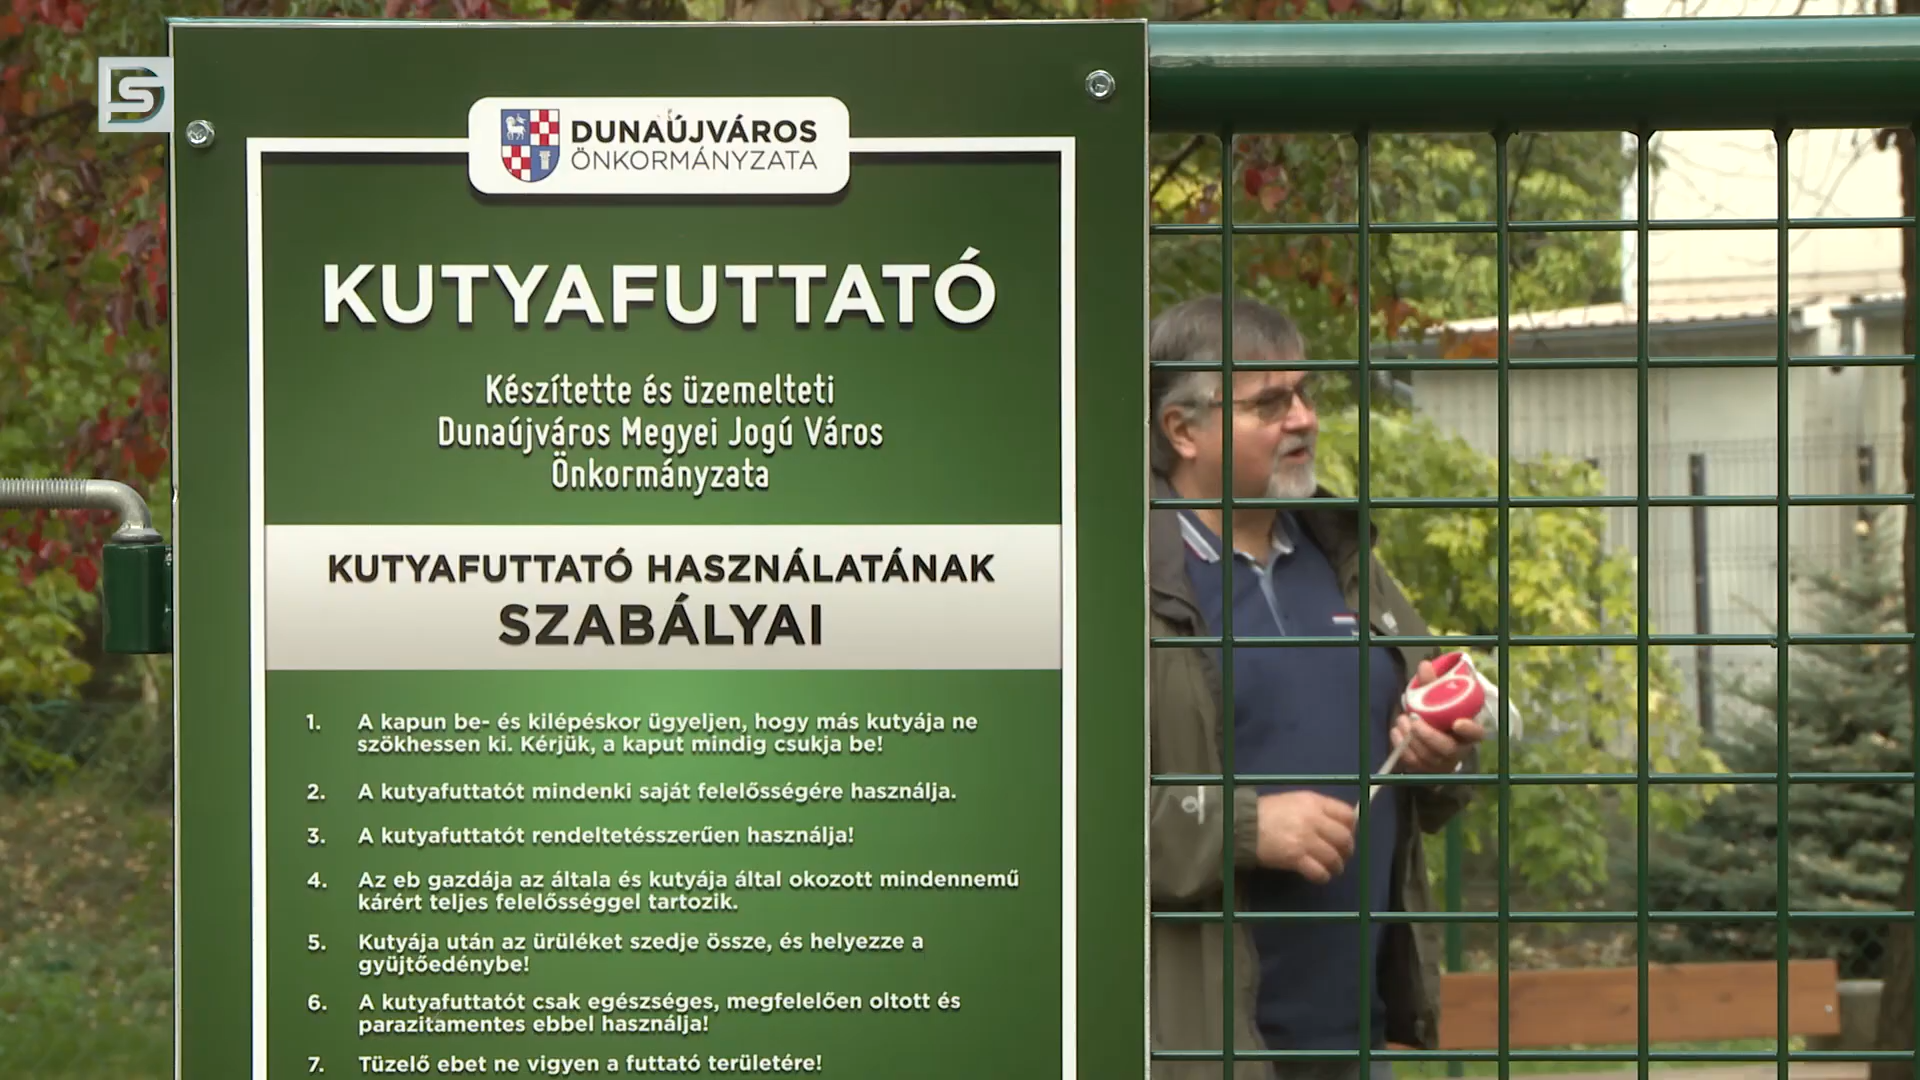 DS
DUNAÚJVÁROS
ÖNKORMÁNYZATA
KUTYAFUTTATÓ
Készítette és üzemelteti
Dunaújváros Megyei Jogú Város
Önkormányzata
KUTYAFUTTATÓ HASZNÁLATÁNAK
SZABÁLYAI
1. A kapun be- és kilépéskor ügyeljen, hogy más kutyája ne
szökhessen ki. Kérjük, a kaput mindig csukja be!
2. A kutyafuttatót mindenki saját felelősségére használja.
3. A kutyafuttatót rendeltetésszerűen használja!
4. Az eb gazdája az általa és kutyája által okozott mindennemű
kárért teljes felelősséggel tartozik.
5. Kutyája után az ürüléket szedje össze, és helyezze a
gyüjtőedénybe!
6. A kutyafuttatót csak egészséges, megfelelően oltott és
parazitamentes ebbel használja!
7. Tüzelő ebet ne vigyen a futtató területére!